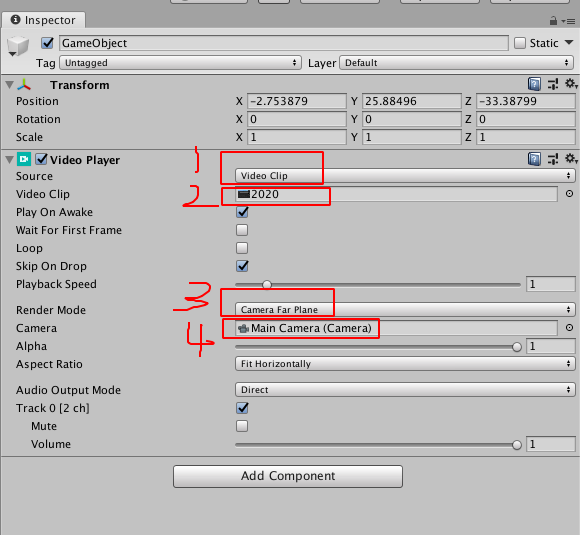 Inspector
GameObject Static
Tag Untagged Layer Default
Transform
Position X -2.753879 Y 25.88496 Z -33.38799
Rotation X 0 Y 0 Z 0
Scale X 1 Y 1 Z 1
Video Player 1
Source Video Clip
Video Clip 2 2020
Play On Awake
Wait For First Frame
Loop
Skip On Drop
Playback Speed 1
Render Mode 3 Camera Far Plane
Camera 4 Main Camera (Camera)
Alpha 1
Aspect Ratio Fit Horizontally
Audio Output Mode Direct
Track 0 [2 ch]
Mute
Volume 1
Add Component